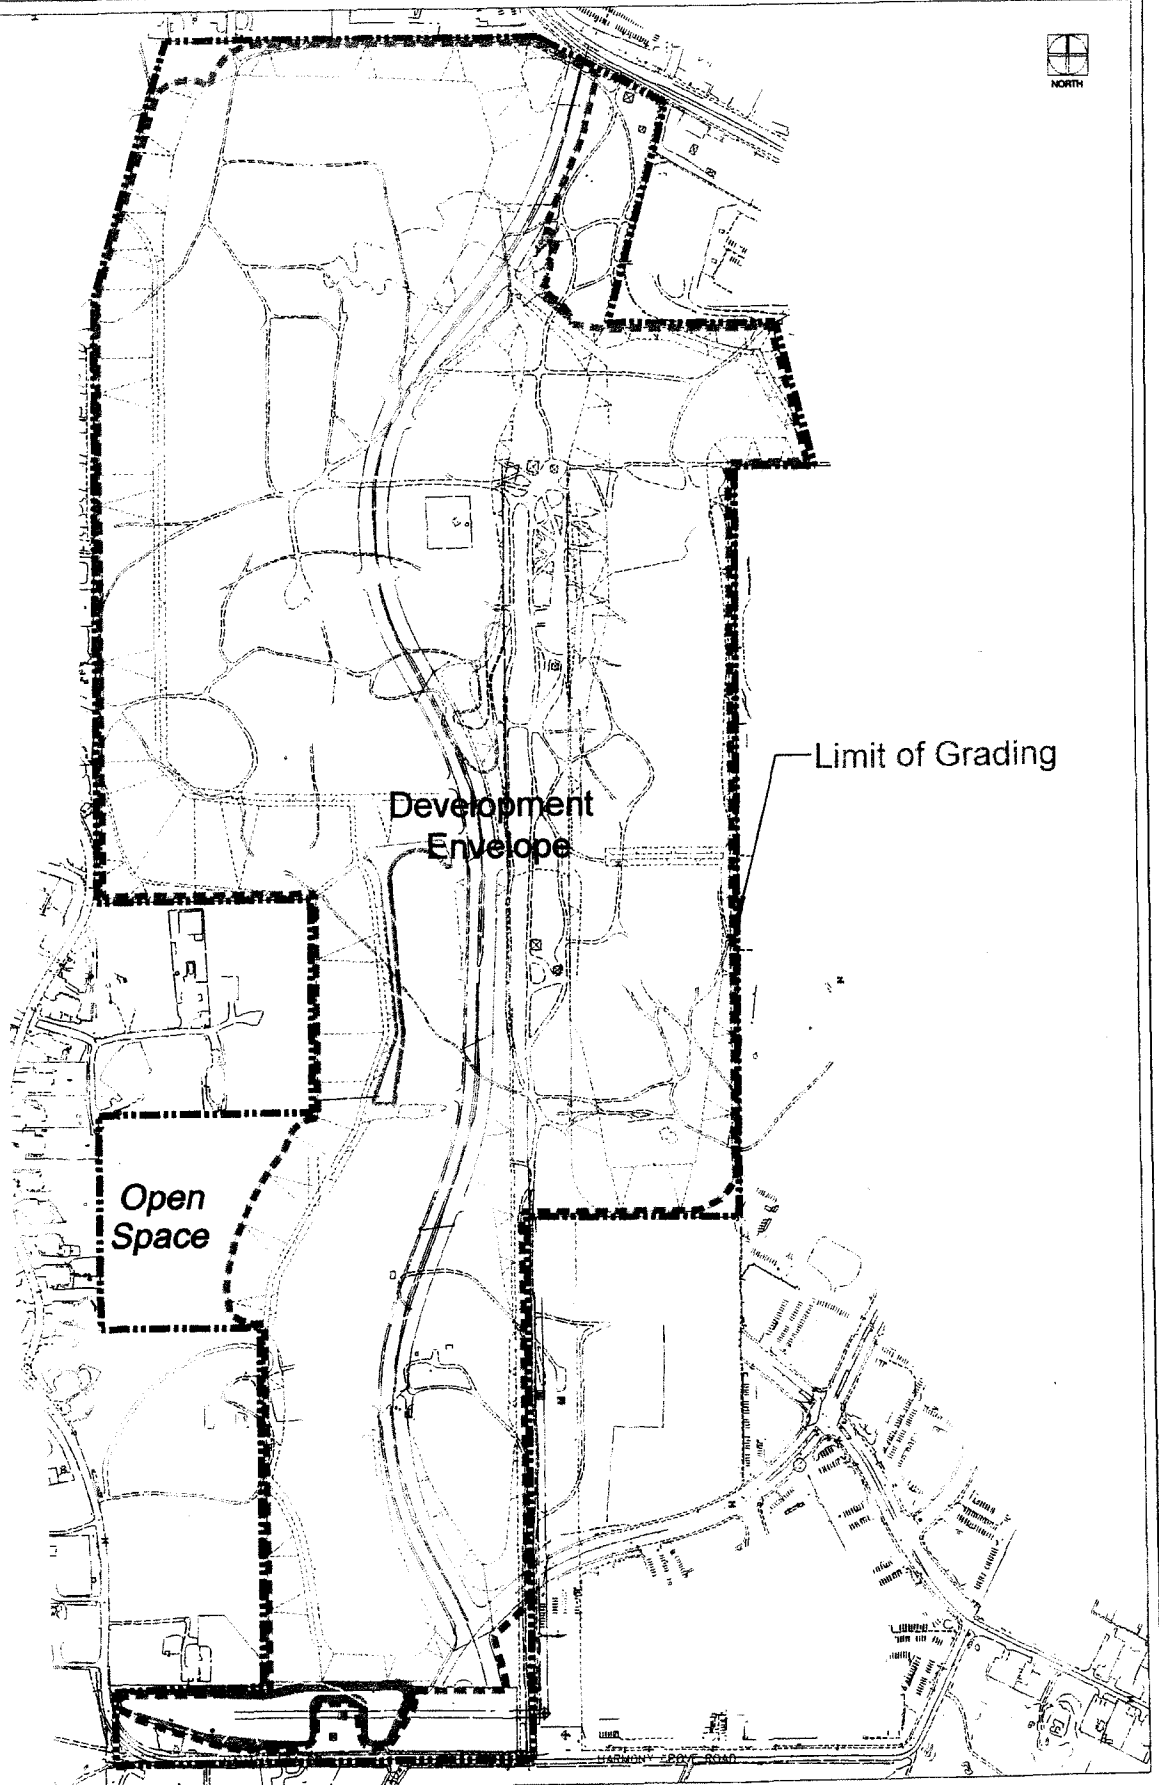 NORTH
Limit of Grading
Development
Envelope
Open
Space
HARMONY GROVE ROAD